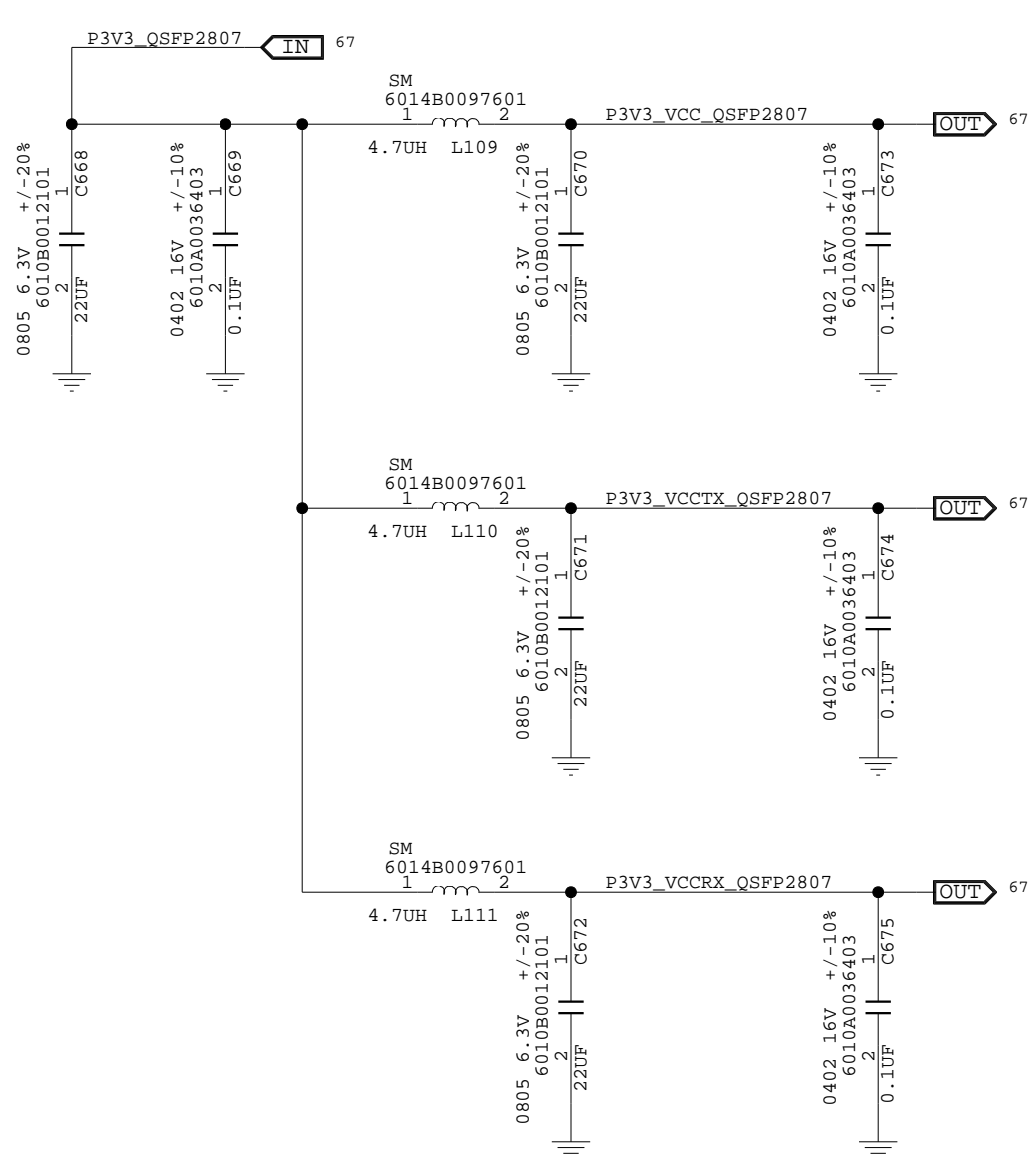 P3V3_QSFP2807
IN 67
SM
6014B0097601
1 2
4.7UH L109
P3V3_VCC_QSFP2807
OUT 67
0805 6.3V +/-20%
6010B0012101
1
2
C668
22UF
0402 16V +/-10%
6010A0036403
1
2
C669
0.1UF
0805 6.3V +/-20%
6010B0012101
1
2
C670
22UF
0402 16V +/-10%
6010A0036403
1
2
C673
0.1UF
SM
6014B0097601
1 2
4.7UH L110
P3V3_VCCTX_QSFP2807
OUT 67
0805 6.3V +/-20%
6010B0012101
1
2
C671
22UF
0402 16V +/-10%
6010A0036403
1
2
C674
0.1UF
SM
6014B0097601
1 2
4.7UH L111
P3V3_VCCRX_QSFP2807
OUT 67
0805 6.3V +/-20%
6010B0012101
1
2
C672
22UF
0402 16V +/-10%
6010A0036403
1
2
C675
0.1UF